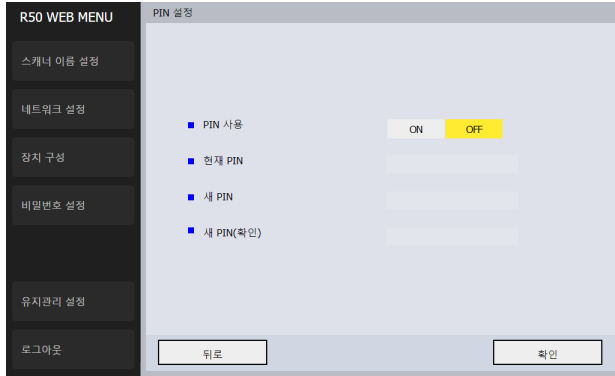 R50 WEB MENU
스캐너 이름 설정
네트워크 설정
장치 구성
비밀번호 설정
유지관리 설정
로그아웃
PIN 설정
PIN 사용
ON
OFF
현재 PIN
새 PIN
새 PIN(확인)
뒤로
확인